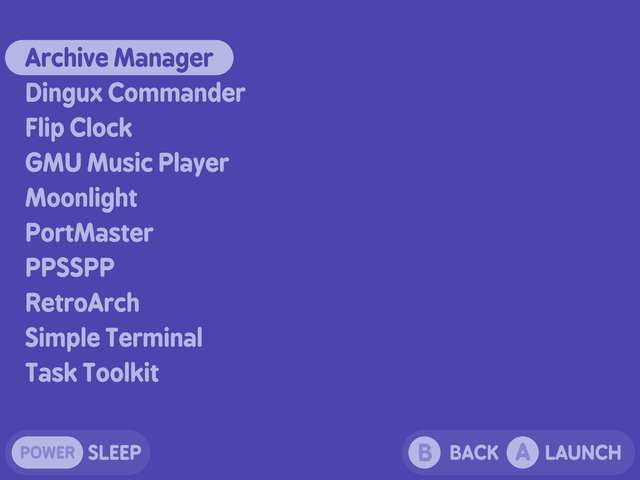 Archive Manager
Dingux Commander
Flip Clock
GMU Music Player
Moonlight
PortMaster
PPSSPP
RetroArch
Simple Terminal
Task Toolkit
POWER SLEEP B BACK A LAUNCH